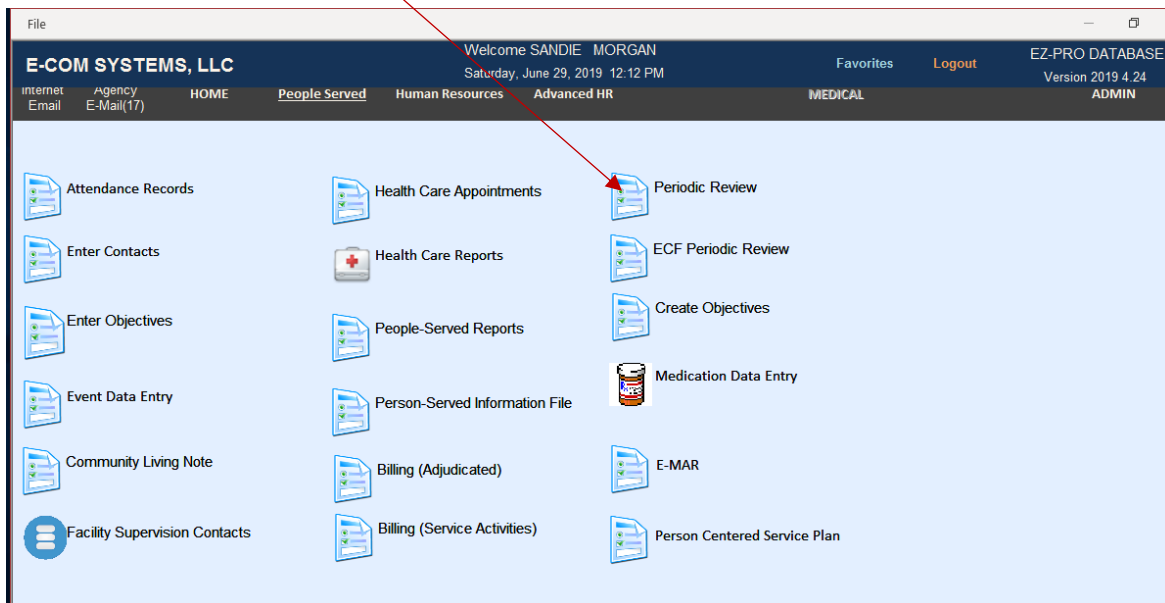 File
E-COM SYSTEMS, LLC
Welcome SANDIE MORGAN
Saturday, June 29, 2019 12:12 PM
Favorites
Logout
EZ-PRO DATABASE
Version 2019 4.24
Internet Email
Agency E-Mail(17)
HOME
People Served
Human Resources
Advanced HR
MEDICAL
ADMIN
Attendance Records
Enter Contacts
Enter Objectives
Event Data Entry
Community Living Note
Facility Supervision Contacts
Health Care Appointments
Health Care Reports
People-Served Reports
Person-Served Information File
Billing (Adjudicated)
Billing (Service Activities)
Periodic Review
ECF Periodic Review
Create Objectives
Medication Data Entry
E-MAR
Person Centered Service Plan